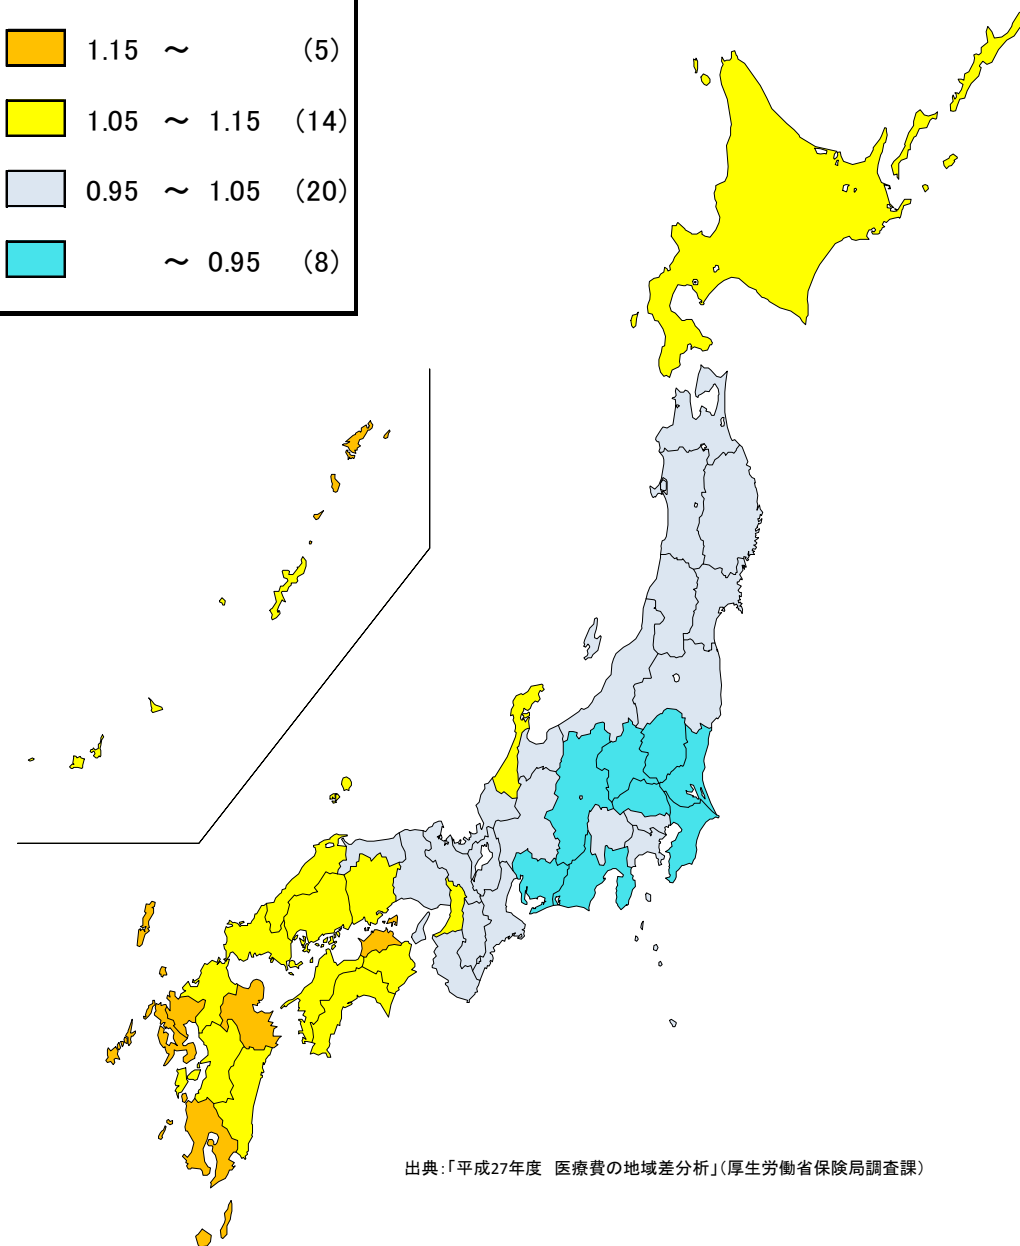 1.15 ～ (5)
1.05 ～ 1.15 (14)
0.95 ～ 1.05 (20)
～ 0.95 (8)
出典:「平成27年度 医療費の地域差分析」(厚生労働省保険局調査課)